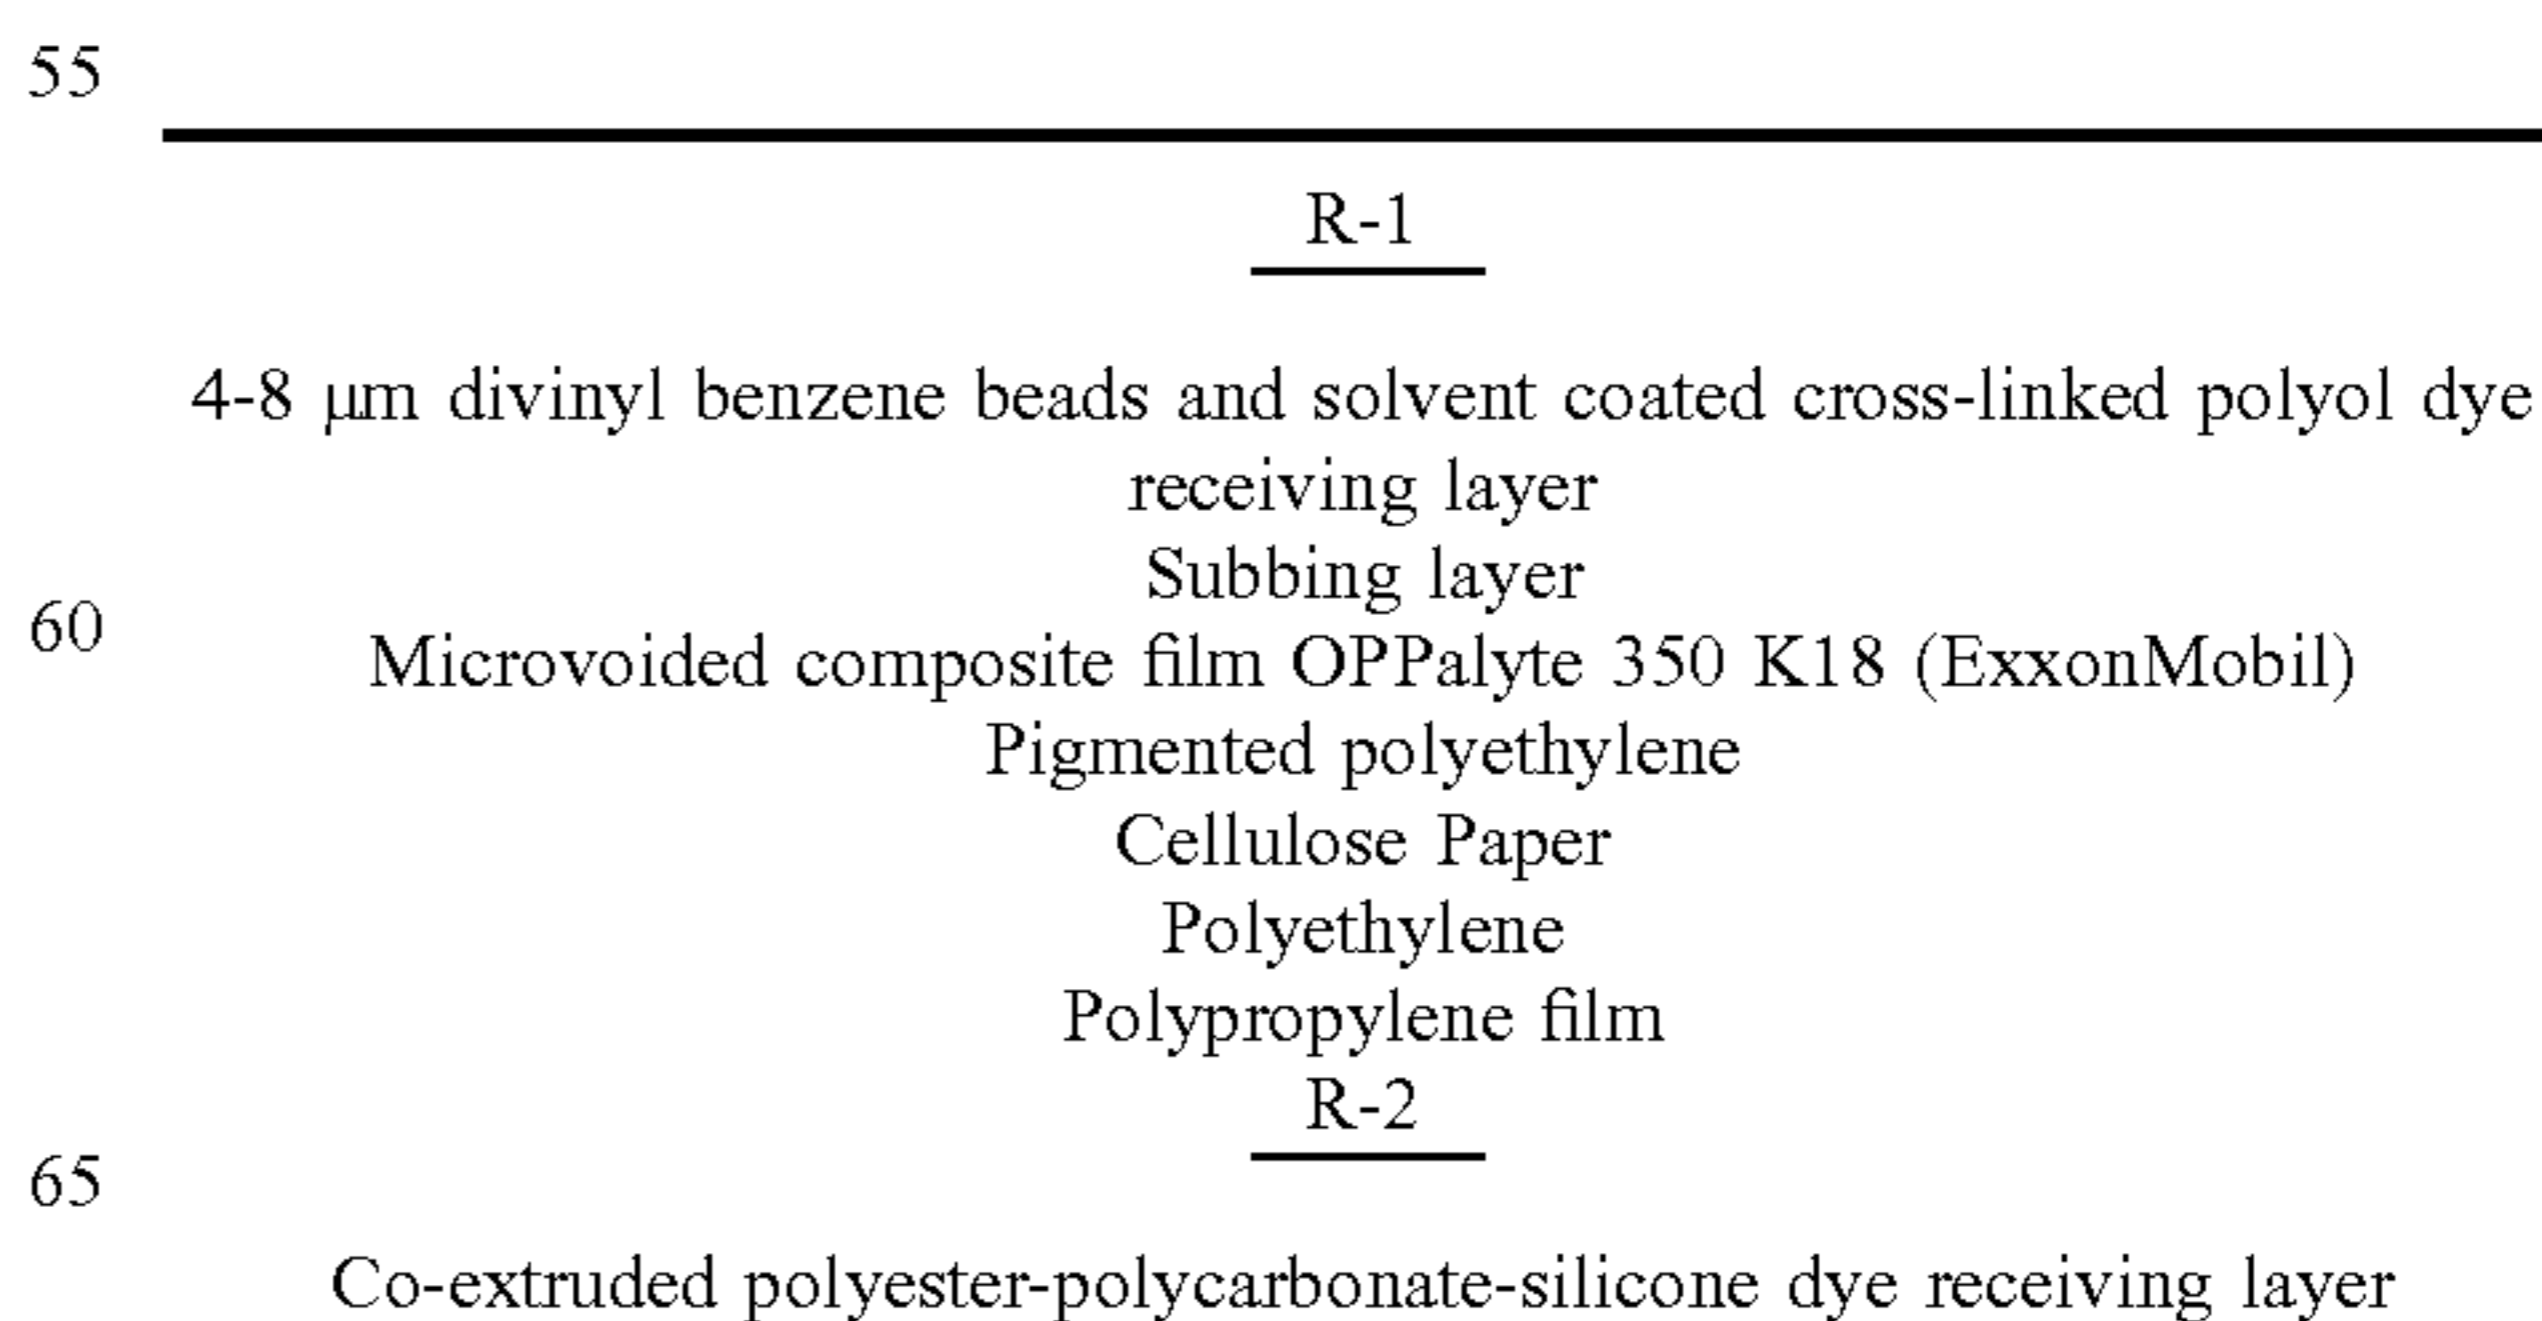 55
R-1
4-8 μm divinyl benzene beads and solvent coated cross-linked polyol dye
receiving layer
Subbing layer
60
Microvoided composite film OPPalyte 350 K18 (ExxonMobil)
Pigmented polyethylene
Cellulose Paper
Polyethylene
Polypropylene film
R-2
65
Co-extruded polyester-polycarbonate-silicone dye receiving layer